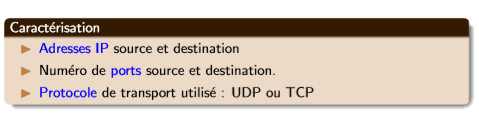 Caractérisation
Adresses IP source et destination
Numéro de ports source et destination.
Protocole de transport utilisé : UDP ou TCP